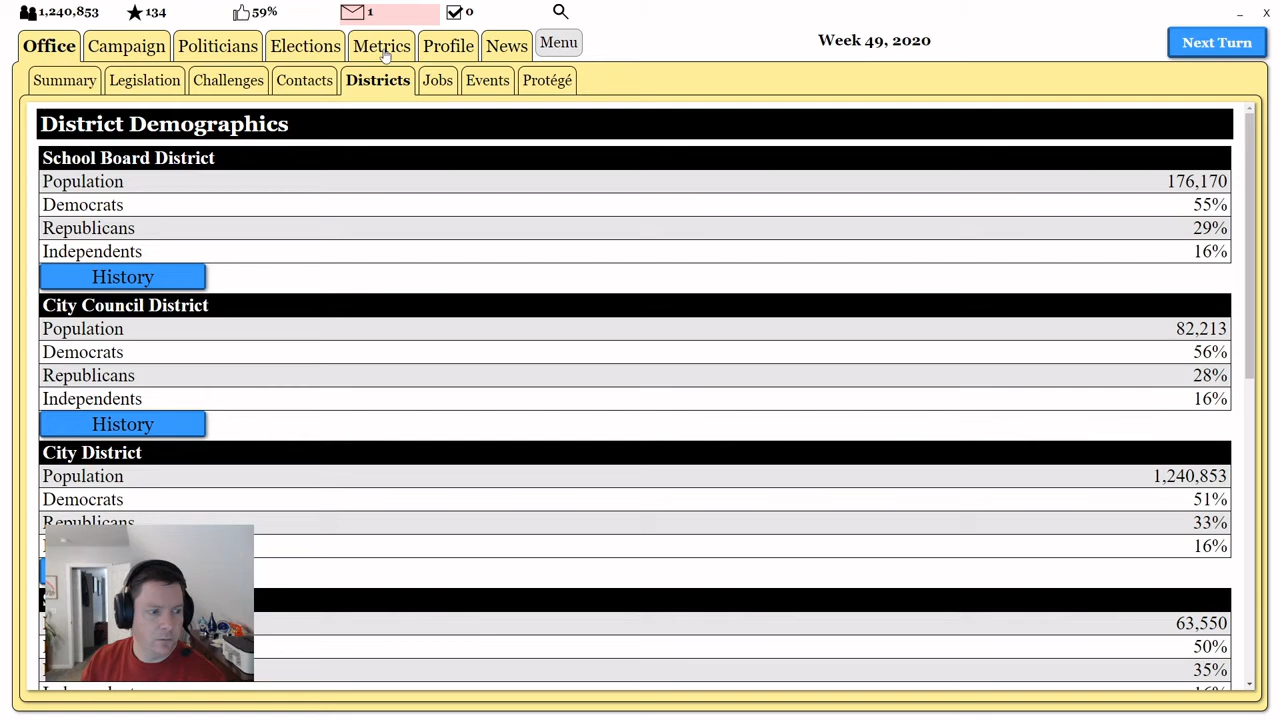 1,240,853 134 59% 1 0 _ X
Office Campaign Politicians Elections Metrics Profile News Menu Week 49, 2020 Next Turn
Summary Legislation Challenges Contacts Districts Jobs Events Protégé
District Demographics
School Board District
Population 176,170
Democrats 55%
Republicans 29%
Independents 16%
History
City Council District
Population 82,213
Democrats 56%
Republicans 28%
Independents 16%
History
City District
Population 1,240,853
Democrats 51%
Republicans 33%
16%
63,550
50%
35%